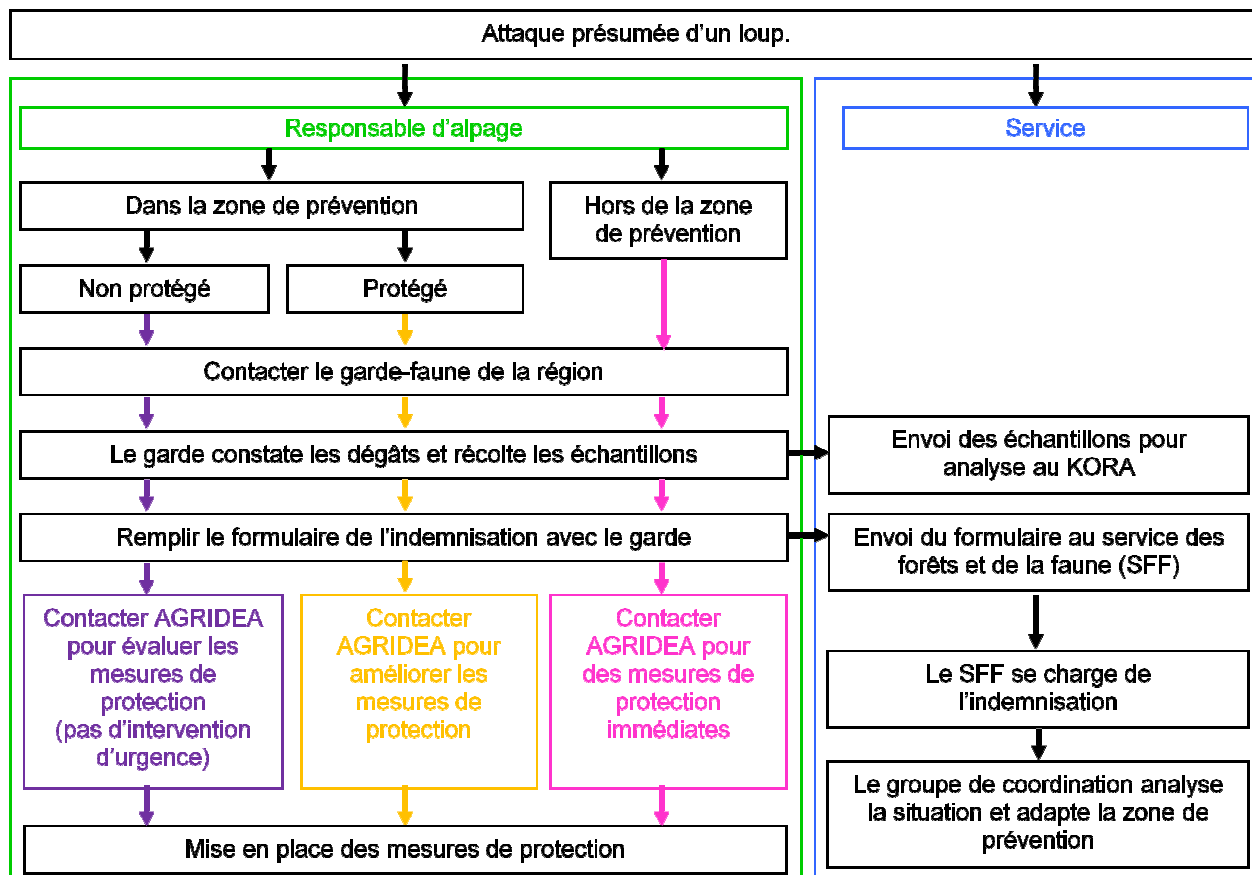 Attaque présumée d'un loup.
Responsable d'alpage
Service
Dans la zone de prévention
Hors de la zone
de prévention
Non protégé
Protégé
Contacter le garde-faune de la région
Le garde constate les dégâts et récolte les échantillons
Envoi des échantillons pour
analyse au KORA
Remplir le formulaire de l'indemnisation avec le garde
Envoi du formulaire au service des
forêts et de la faune (SFF)
Contacter AGRIDEA
pour évaluer les
mesures de
protection
(pas d'intervention
d'urgence)
Contacter
AGRIDEA pour
améliorer les
mesures de
protection
Contacter
AGRIDEA pour
des mesures de
protection
immédiates
Le SFF se charge de
l'indemnisation
Le groupe de coordination analyse
la situation et adapte la zone de
prévention
Mise en place des mesures de protection